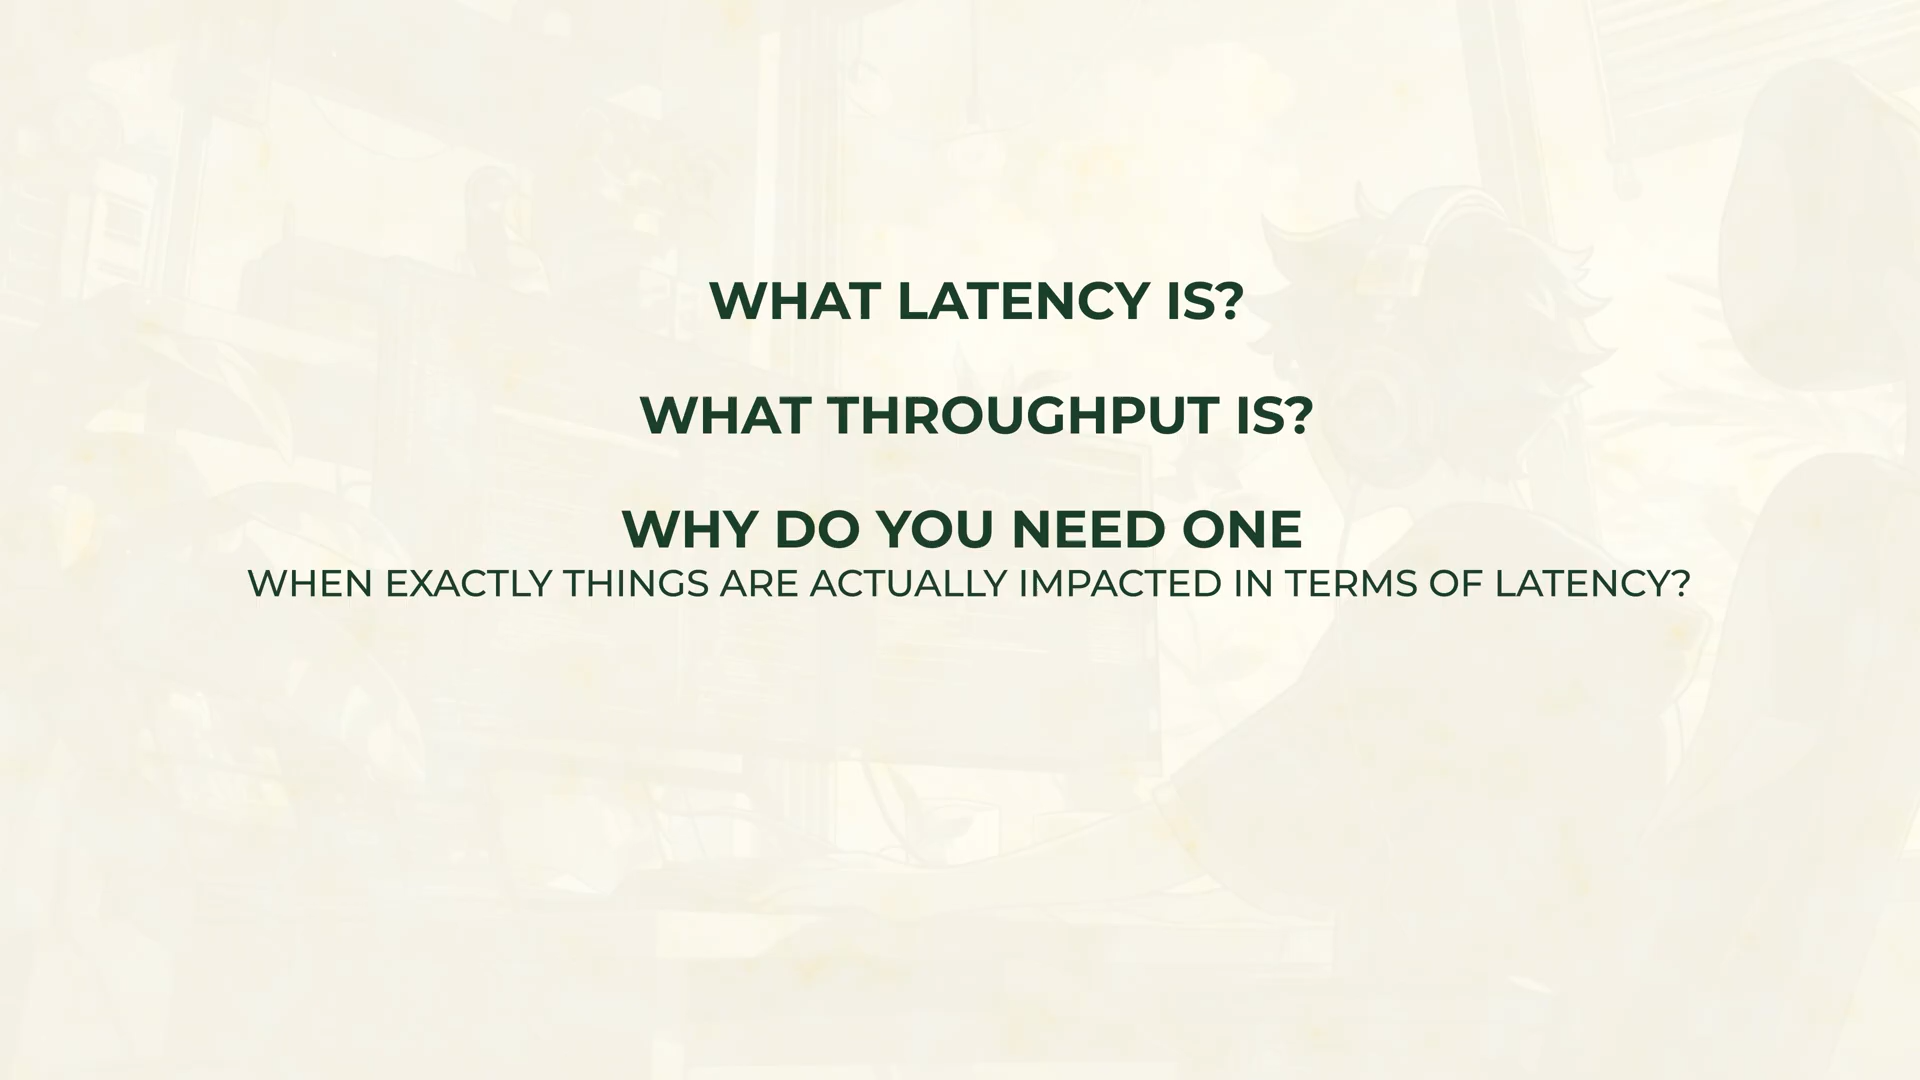 WHAT LATENCY IS?
WHAT THROUGHPUT IS?
WHY DO YOU NEED ONE
WHEN EXACTLY THINGS ARE ACTUALLY IMPACTED IN TERMS OF LATENCY?